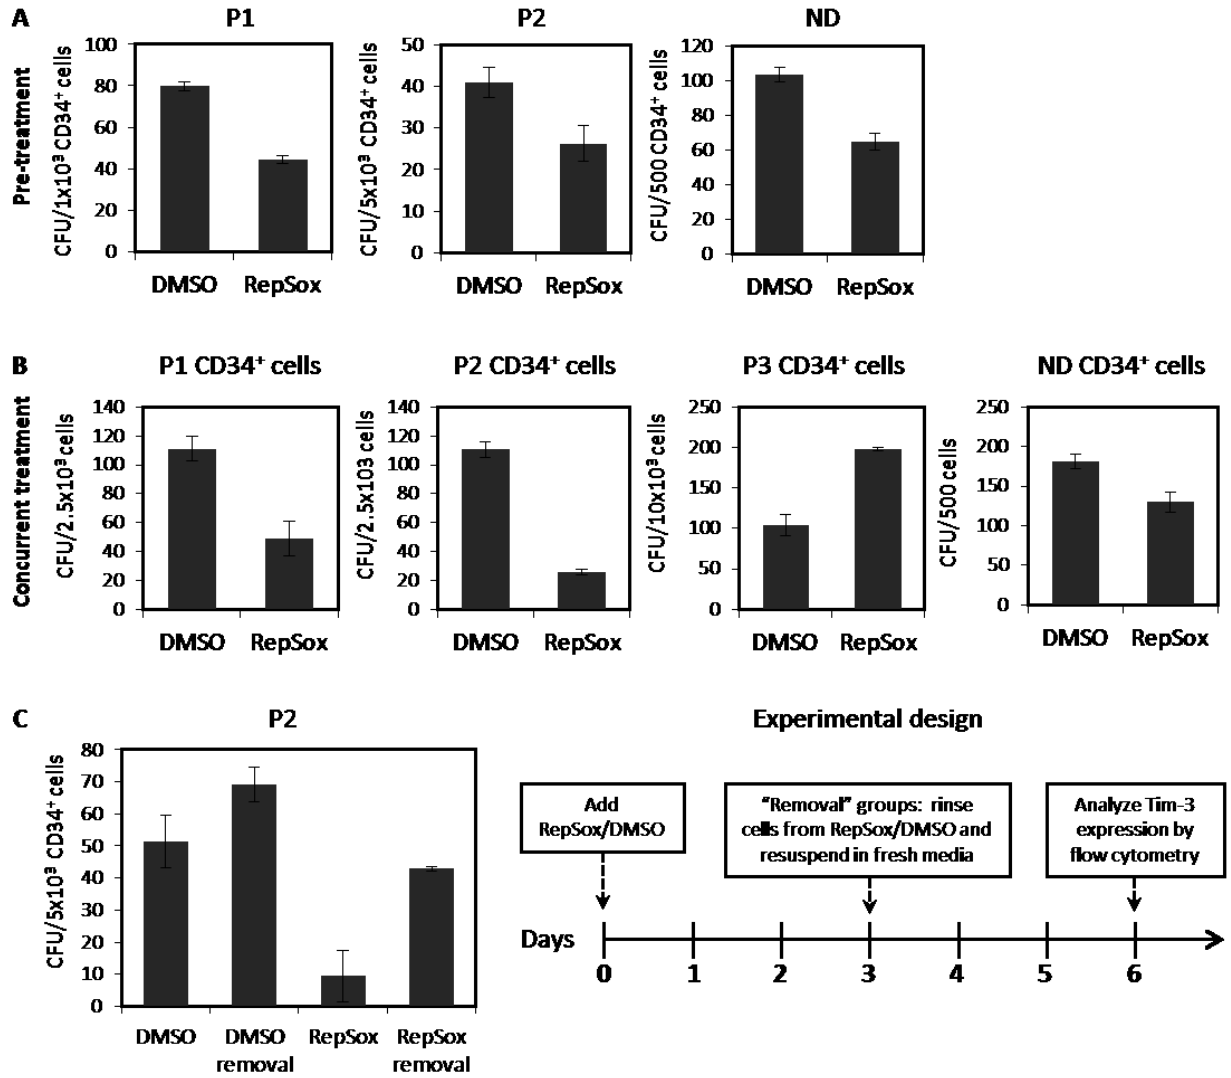 A
P1
P2
ND
Pre-treatment
CFU/1x10³ CD34⁺ cells
100
80
60
40
20
0
DMSO
RepSox
CFU/5x10³ CD34⁺ cells
50
40
30
20
10
0
DMSO
RepSox
CFU/500 CD34⁺ cells
120
100
80
60
40
20
0
DMSO
RepSox
B
P1 CD34⁺ cells
P2 CD34⁺ cells
P3 CD34⁺ cells
ND CD34⁺ cells
Concurrent treatment
CFU/2.5x10³ cells
140
120
100
80
60
40
20
0
DMSO
RepSox
CFU/2.5x103 cells
140
120
100
80
60
40
20
0
DMSO
RepSox
CFU/10x10³ cells
250
200
150
100
50
0
DMSO
RepSox
CFU/500 cells
250
200
150
100
50
0
DMSO
RepSox
C
P2
CFU/5x10³ CD34⁺ cells
80
70
60
50
40
30
20
10
0
DMSO
DMSO
removal
RepSox
RepSox
removal
Experimental design
Add
RepSox/DMSO
"Removal" groups: rinse
cells from RepSox/DMSO and
resuspend in fresh media
Analyze Tim-3
expression by
flow cytometry
Days
0
1
2
3
4
5
6